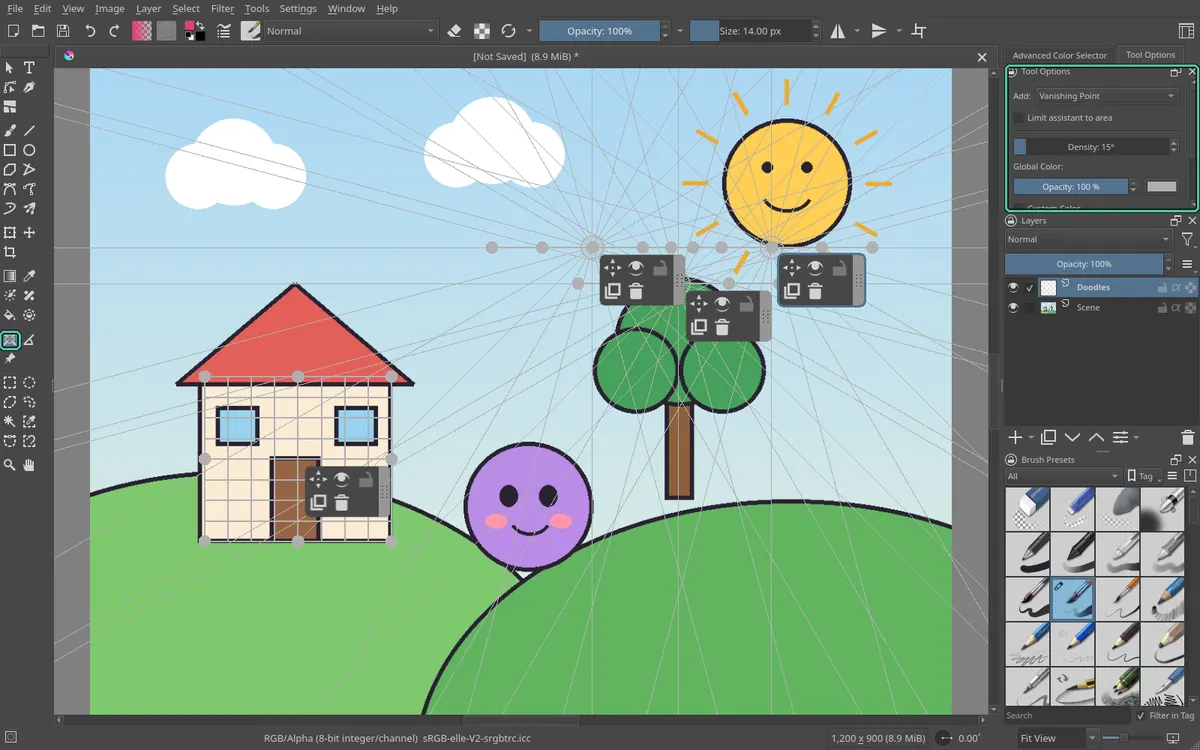 File Edit View Image Layer Select Filter Tools Settings Window Help
Normal Opacity: 100% Size: 14.00 px
[Not Saved] (8.9 MiB) *
Advanced Color Selector Tool Options
Tool Options
Add: Vanishing Point
Limit assistant to area
Density: 15°
Global Color:
Opacity: 100 %
Custom Color
Layers
Normal
Opacity: 100%
Doodles
Scene
Brush Presets
All Tag
Search Filter in Tag
RGB/Alpha (8-bit integer/channel) sRGB-elle-V2-srgbtrc.icc 1,200 x 900 (8.9 MiB) 0.00° Fit View